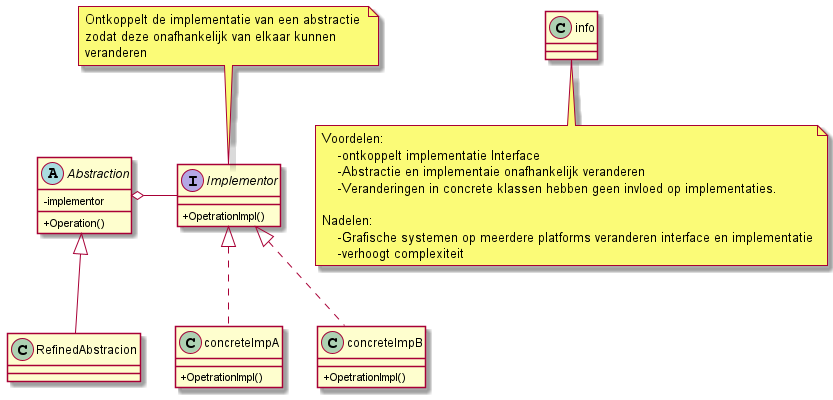 Ontkoppelt de implementatie van een abstractie
zodat deze onafhankelijk van elkaar kunnen
veranderen
C info
Voordelen:
-ontkoppelt implementatie Interface
-Abstractie en implementaie onafhankelijk veranderen
-Veranderingen in concrete klassen hebben geen invloed op implementaties.
Nadelen:
-Grafische systemen op meerdere platforms veranderen interface en implementatie
-verhoogt complexiteit
A Abstraction
-implementor
+Operation()
I Implementor
+OpetrationImpl()
C RefinedAbstracion
C concreteImpA
+OpetrationImpl()
C concreteImpB
+OpetrationImpl()